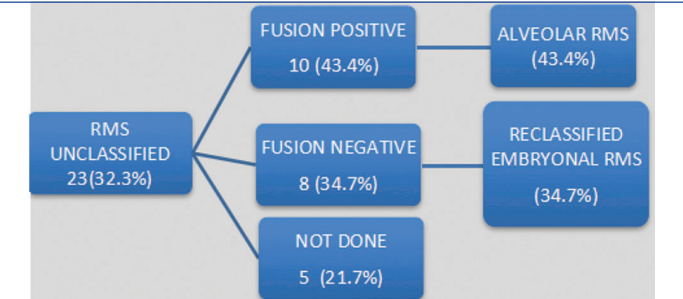 RMS
UNCLASSIFIED
23(32.3%)
FUSION POSITIVE
10 (43.4%)
ALVEOLAR RMS
(43.4%)
FUSION NEGATIVE
8 (34.7%)
RECLASSIFIED
EMBRYONAL RMS
(34.7%)
NOT DONE
5 (21.7%)